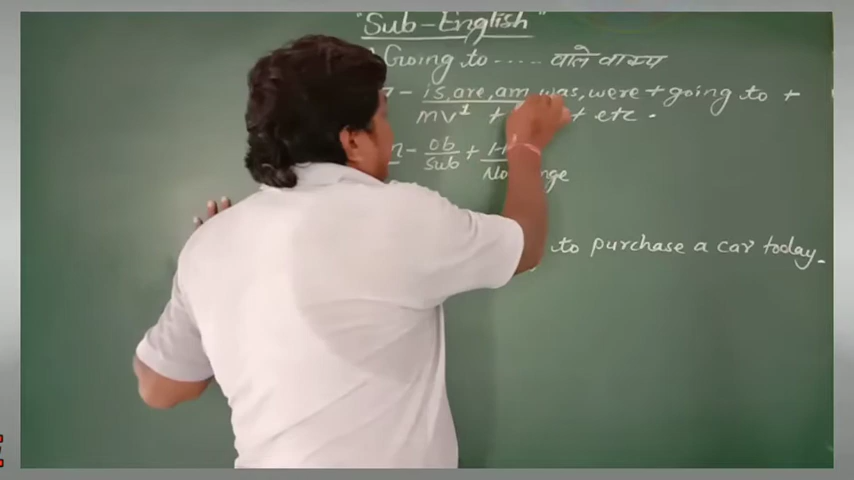 "Sub-English"
Going to ..... वाले वाक्य
- is, are, am was, were + going to +
mv¹ + + etc.
- ob/sub +
No
to purchase a car today.